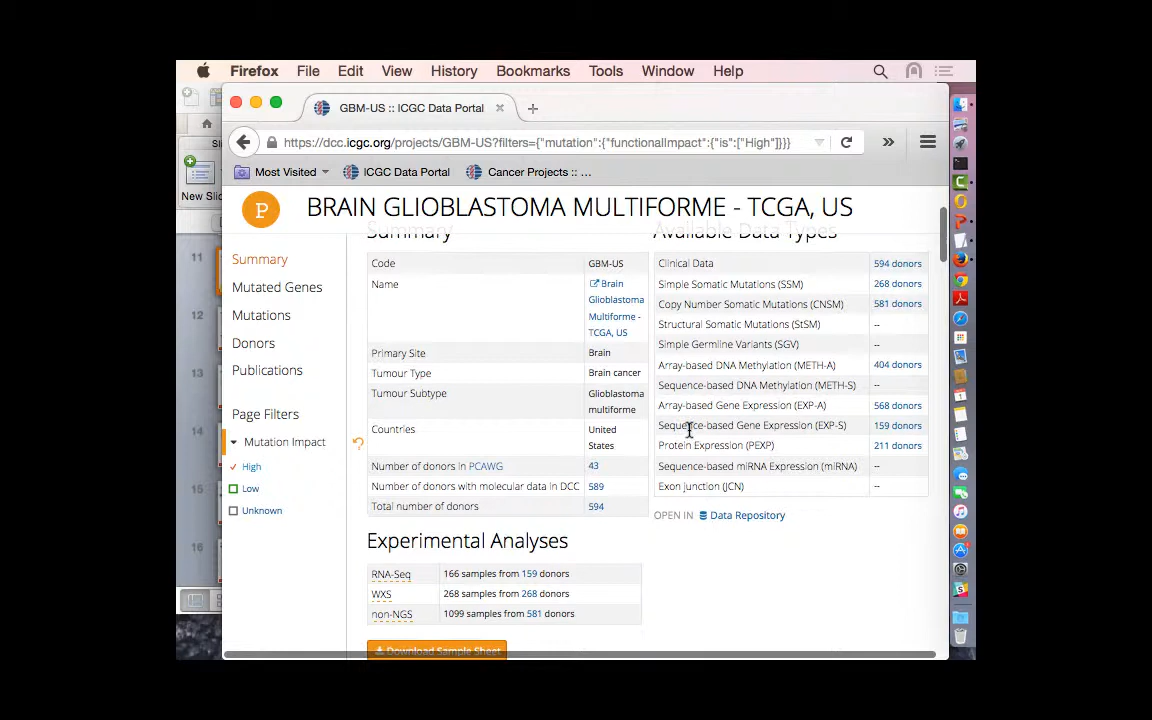 Firefox File Edit View History Bookmarks Tools Window Help
GBM-US :: ICGC Data Portal
https://dcc.icgc.org/projects/GBM-US?filters={"mutation":{"functionalImpact":{"is":["High"]}}}
Most Visited ICGC Data Portal Cancer Projects :: ...
New Slid
P BRAIN GLIOBLASTOMA MULTIFORME - TCGA, US
Summary
Mutated Genes
Mutations
Donors
Publications
Page Filters
Mutation Impact
High
Low
Unknown
Summary
Code GBM-US
Name Brain
Glioblastoma
Multiforme -
TCGA, US
Primary Site Brain
Tumour Type Brain cancer
Tumour Subtype Glioblastoma
multiforme
Countries United
States
Number of donors in PCAWG 43
Number of donors with molecular data in DCC 589
Total number of donors 594
Available Data Types
Clinical Data 594 donors
Simple Somatic Mutations (SSM) 268 donors
Copy Number Somatic Mutations (CNSM) 581 donors
Structural Somatic Mutations (StSM) --
Simple Germline Variants (SGV) --
Array-based DNA Methylation (METH-A) 404 donors
Sequence-based DNA Methylation (METH-S) --
Array-based Gene Expression (EXP-A) 568 donors
Sequence-based Gene Expression (EXP-S) 159 donors
Protein Expression (PEXP) 211 donors
Sequence-based miRNA Expression (miRNA) --
Exon Junction (JCN) --
OPEN IN Data Repository
Experimental Analyses
RNA-Seq 166 samples from 159 donors
WXS 268 samples from 268 donors
non-NGS 1099 samples from 581 donors
Download Sample Sheet
11
12
13
14
15
16